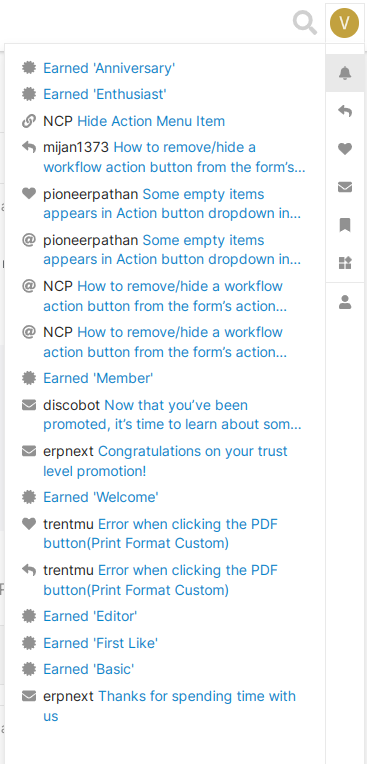 V
Earned 'Anniversary'
Earned 'Enthusiast'
NCP Hide Action Menu Item
mijan1373 How to remove/hide a
workflow action button from the form's...
pioneerpathan Some empty items
appears in Action button dropdown in...
@ pioneerpathan Some empty items
appears in Action button dropdown in...
@ NCP How to remove/hide a workflow
action button from the form's action...
@ NCP How to remove/hide a workflow
action button from the form's action...
Earned 'Member'
discobot Now that you've been
promoted, it's time to learn about som...
erpnext Congratulations on your trust
level promotion!
Earned 'Welcome'
trentmu Error when clicking the PDF
button(Print Format Custom)
trentmu Error when clicking the PDF
button(Print Format Custom)
Earned 'Editor'
Earned 'First Like'
Earned 'Basic'
erpnext Thanks for spending time with
us